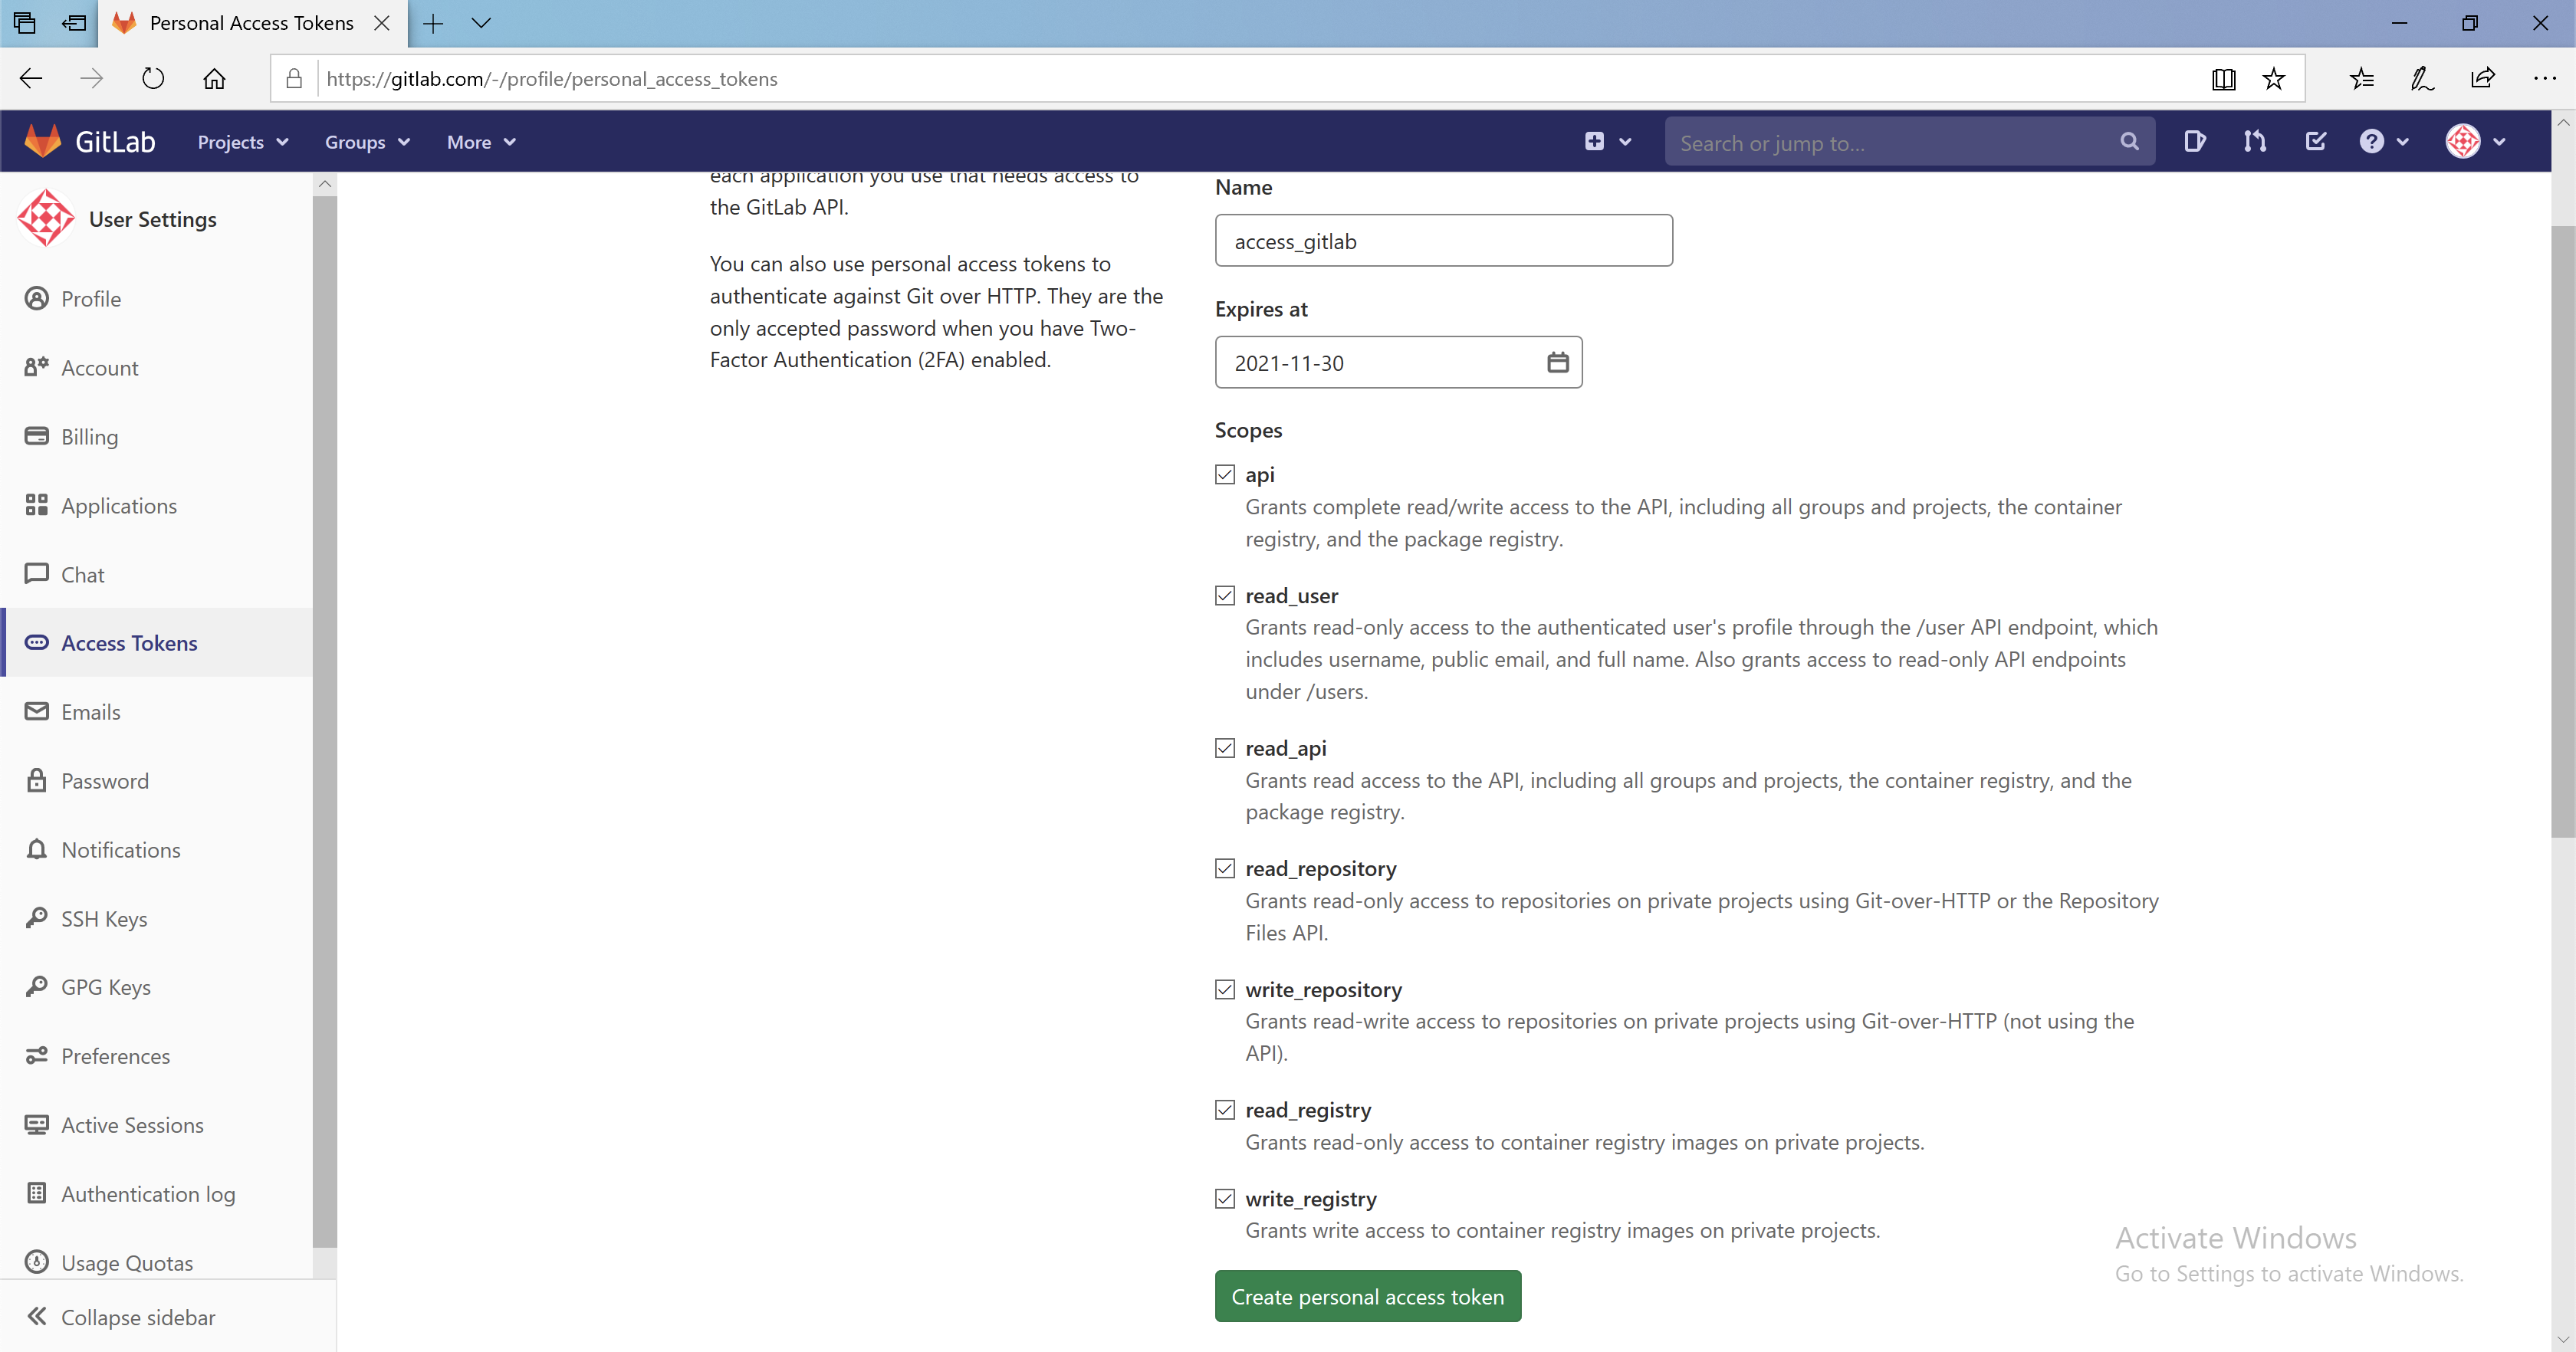 Personal Access Tokens
https://gitlab.com/-/profile/personal_access_tokens
GitLab
Projects
Groups
More
Search or jump to...
User Settings
Profile
Account
Billing
Applications
Chat
Access Tokens
Emails
Password
Notifications
SSH Keys
GPG Keys
Preferences
Active Sessions
Authentication log
Usage Quotas
Collapse sidebar
each application you use that needs access to
the GitLab API.
You can also use personal access tokens to
authenticate against Git over HTTP. They are the
only accepted password when you have Two-
Factor Authentication (2FA) enabled.
Name
access_gitlab
Expires at
2021-11-30
Scopes
api
Grants complete read/write access to the API, including all groups and projects, the container
registry, and the package registry.
read_user
Grants read-only access to the authenticated user's profile through the /user API endpoint, which
includes username, public email, and full name. Also grants access to read-only API endpoints
under /users.
read_api
Grants read access to the API, including all groups and projects, the container registry, and the
package registry.
read_repository
Grants read-only access to repositories on private projects using Git-over-HTTP or the Repository
Files API.
write_repository
Grants read-write access to repositories on private projects using Git-over-HTTP (not using the
API).
read_registry
Grants read-only access to container registry images on private projects.
write_registry
Grants write access to container registry images on private projects.
Create personal access token
Activate Windows
Go to Settings to activate Windows.